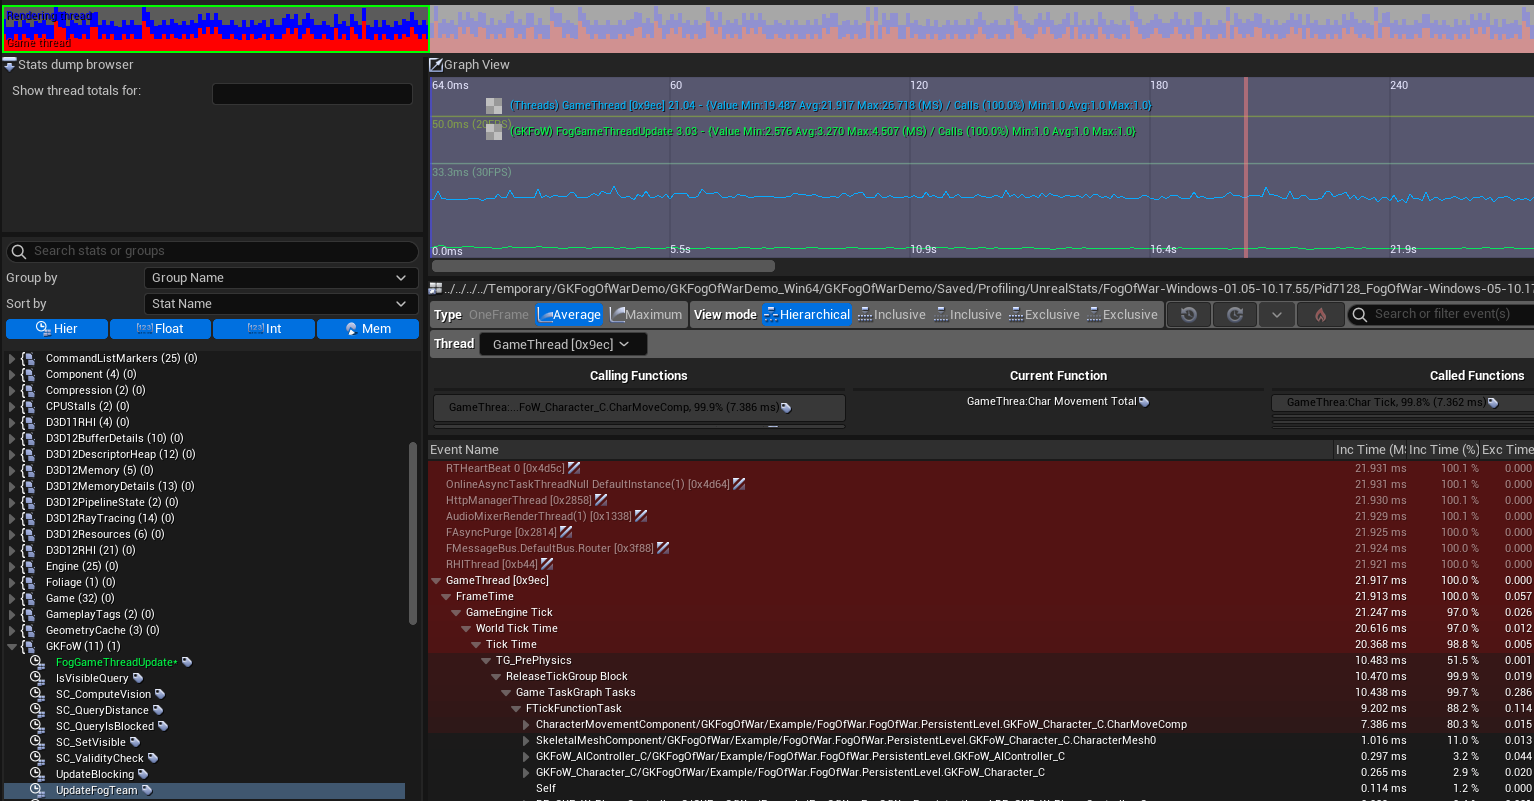 Rendering thread
Game thread
Stats dump browser
Show thread totals for:
Search stats or groups
Group by
Group Name
Sort by
Stat Name
Hier
Float
Int
Mem
CommandListMarkers (25) (0)
Component (4) (0)
Compression (2) (0)
CPUStalls (2) (0)
D3D11RHI (4) (0)
D3D12BufferDetails (10) (0)
D3D12DescriptorHeap (12) (0)
D3D12Memory (5) (0)
D3D12MemoryDetails (13) (0)
D3D12PipelineState (2) (0)
D3D12RayTracing (14) (0)
D3D12Resources (6) (0)
D3D12RHI (21) (0)
Engine (25) (0)
Foliage (1) (0)
Game (32) (0)
GameplayTags (2) (0)
GeometryCache (3) (0)
GKFoW (11) (1)
FogGameThreadUpdate*
IsVisibleQuery
SC_ComputeVision
SC_QueryDistance
SC_QueryIsBlocked
SC_SetVisible
SC_ValidityCheck
UpdateBlocking
UpdateFogTeam
Graph View
64.0ms 60 120 180 240
(Threads) GameThread [0x9ec] 21.04 - {Value Min:19.487 Avg:21.917 Max:26.718 (MS) / Calls (100.0%) Min:1.0 Avg:1.0 Max:1.0}
50.0ms (20FPS)
(GKFoW) FogGameThreadUpdate 3.03 - {Value Min:2.576 Avg:3.270 Max:4.507 (MS) / Calls (100.0%) Min:1.0 Avg:1.0 Max:1.0}
33.3ms (30FPS)
0.0ms 5.5s 10.9s 16.4s 21.9s
../../../../Temporary/GKFogOfWarDemo/GKFogOfWarDemo_Win64/GKFogOfWarDemo/Saved/Profiling/UnrealStats/FogOfWar-Windows-01.05-10.17.55/Pid7128_FogOfWar-Windows-05-10.17
Type OneFrame Average Maximum View mode Hierarchical Inclusive Inclusive Exclusive Exclusive Search or filter event(s)
Thread GameThread [0x9ec]
Calling Functions Current Function Called Functions
GameThrea:...FoW_Character_C.CharMoveComp, 99.9% (7.386 ms) GameThrea:Char Movement Total GameThrea:Char Tick, 99.8% (7.362 ms)
Event Name Inc Time (M Inc Time (%) Exc Time
RTHeartBeat 0 [0x4d5c] 21.931 ms 100.1 % 0.000
OnlineAsyncTaskThreadNull DefaultInstance(1) [0x4d64] 21.931 ms 100.1 % 0.000
HttpManagerThread [0x2858] 21.930 ms 100.1 % 0.000
AudioMixerRenderThread(1) [0x1338] 21.929 ms 100.1 % 0.000
FAsyncPurge [0x2814] 21.925 ms 100.0 % 0.000
FMessageBus.DefaultBus.Router [0x3f88] 21.924 ms 100.0 % 0.000
RHIThread [0xb44] 21.921 ms 100.0 % 0.000
GameThread [0x9ec] 21.917 ms 100.0 % 0.000
FrameTime 21.913 ms 100.0 % 0.057
GameEngine Tick 21.247 ms 97.0 % 0.026
World Tick Time 20.616 ms 97.0 % 0.012
Tick Time 20.368 ms 98.8 % 0.005
TG_PrePhysics 10.483 ms 51.5 % 0.001
ReleaseTickGroup Block 10.470 ms 99.9 % 0.019
Game TaskGraph Tasks 10.438 ms 99.7 % 0.286
FTickFunctionTask 9.202 ms 88.2 % 0.114
CharacterMovementComponent/GKFogOfWar/Example/FogOfWar.FogOfWar.PersistentLevel.GKFoW_Character_C.CharMoveComp 7.386 ms 80.3 % 0.015
SkeletalMeshComponent/GKFogOfWar/Example/FogOfWar.FogOfWar.PersistentLevel.GKFoW_Character_C.CharacterMesh0 1.016 ms 11.0 % 0.013
GKFoW_AIController_C/GKFogOfWar/Example/FogOfWar.FogOfWar.PersistentLevel.GKFoW_AIController_C 0.297 ms 3.2 % 0.044
GKFoW_Character_C/GKFogOfWar/Example/FogOfWar.FogOfWar.PersistentLevel.GKFoW_Character_C 0.265 ms 2.9 % 0.020
Self 0.114 ms 1.2 % 0.000